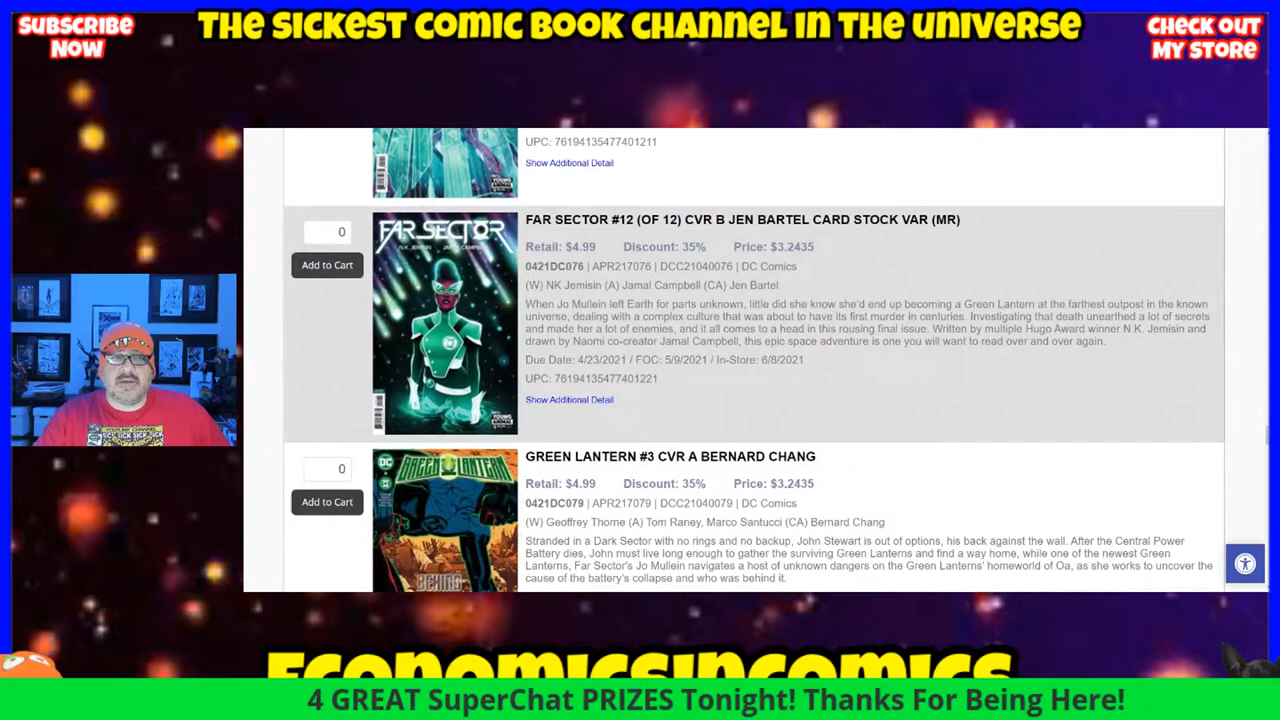 SUBSCRIBE
NOW
THE SICKEST COMIC BOOK CHANNEL IN THE UNIVERSE
CHECK OUT
MY STORE
UPC: 76194135477401211
Show Additional Detail
0
Add to Cart
FAR SECTOR
N.K. JEMISIN
FAR SECTOR #12 (OF 12) CVR B JEN BARTEL CARD STOCK VAR (MR)
Retail: $4.99 Discount: 35% Price: $3.2435
0421DC076 | APR217076 | DCC21040076 | DC Comics
(W) NK Jemisin (A) Jamal Campbell (CA) Jen Bartel
When Jo Mullein left Earth for parts unknown, little did she know she'd end up becoming a Green Lantern at the farthest outpost in the known
universe, dealing with a complex culture that was about to have its first murder in centuries. Investigating that death unearthed a lot of secrets
and made her a lot of enemies, and it all comes to a head in this rousing final issue. Written by multiple Hugo Award winner N.K. Jemisin and
drawn by Naomi co-creator Jamal Campbell, this epic space adventure is one you will want to read over and over again.
Due Date: 4/23/2021 / FOC: 5/9/2021 / In-Store: 6/8/2021
UPC: 76194135477401221
Show Additional Detail
0
Add to Cart
GREEN LANTERN
BEHIND
GREEN LANTERN #3 CVR A BERNARD CHANG
Retail: $4.99 Discount: 35% Price: $3.2435
0421DC079 | APR217079 | DCC21040079 | DC Comics
(W) Geoffrey Thorne (A) Tom Raney, Marco Santucci (CA) Bernard Chang
Stranded in a Dark Sector with no rings and no backup, John Stewart is out of options, his back against the wall. After the Central Power
Battery dies, John must live long enough to gather the surviving Green Lanterns and find a way home, while one of the newest Green
Lanterns, Far Sector's Jo Mullein navigates a host of unknown dangers on the Green Lanterns' homeworld of Oa, as she works to uncover the
cause of the battery's collapse and who was behind it.
ECONOMICSINCOMICS
4 GREAT SuperChat PRIZES Tonight! Thanks For Being Here!